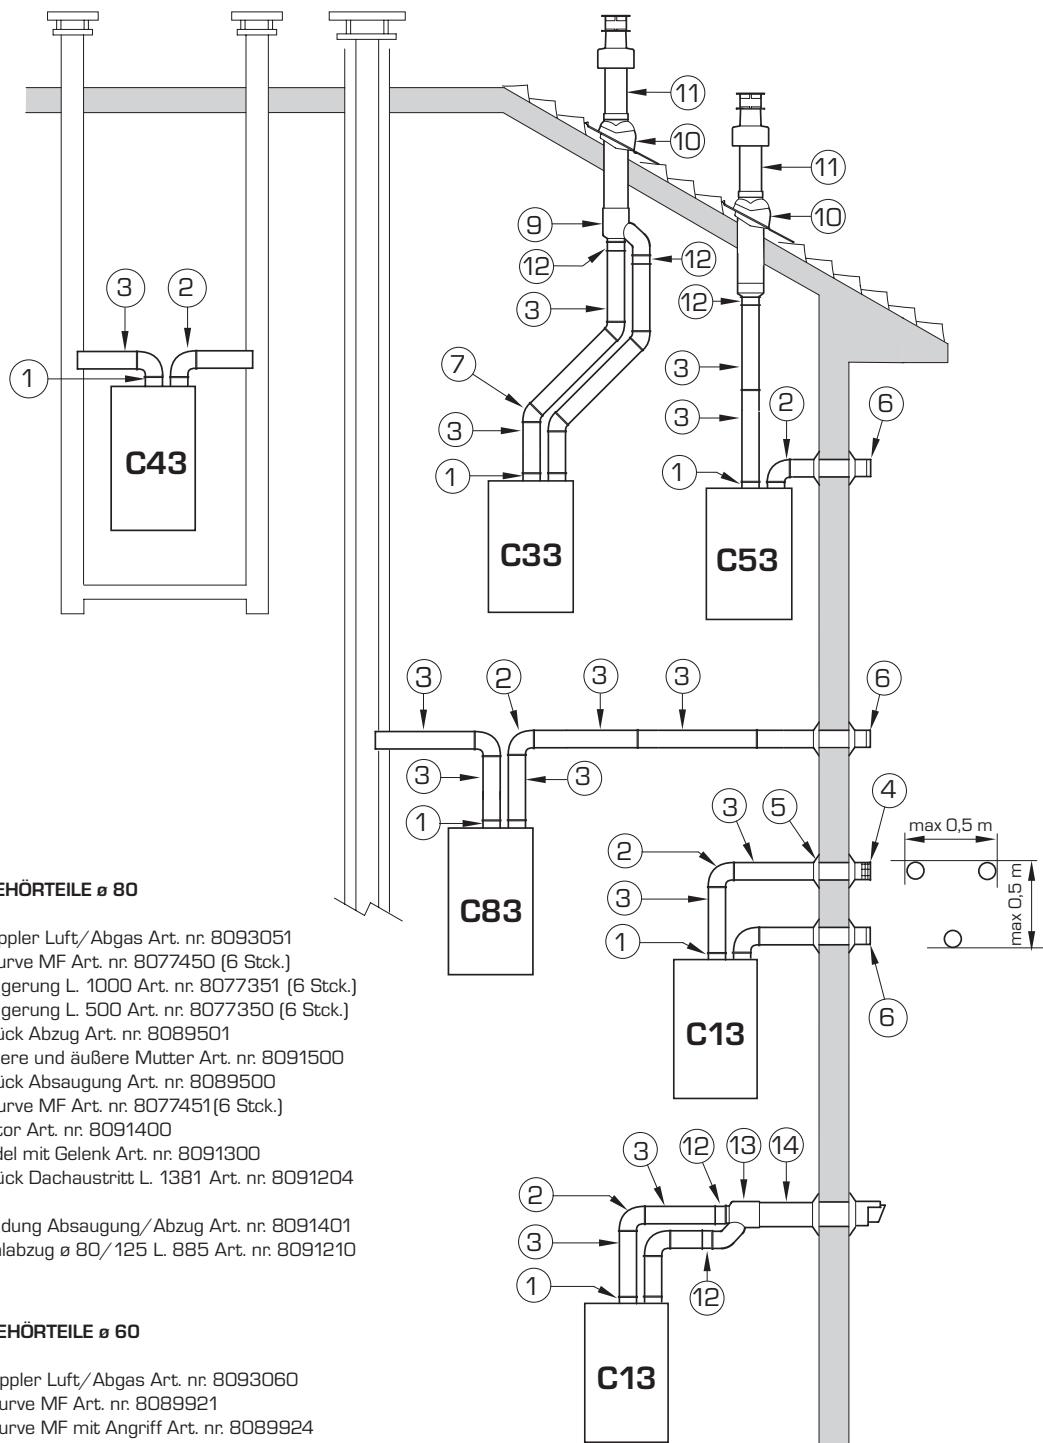 11
10
11
9
10
12
12
3
2
3
12
1
7
3
2
6
3
3
C43
1
1
C33
C53
3
2
3
3
6
3
3
4
1
3
5
max 0,5 m
2
max 0,5 m
3
C83
1
6
C13
EHÖRTEILE ø 80
ppler Luft/Abgas Art. nr. 8093051
urve MF Art. nr. 8077450 (6 Stck.)
gerung L. 1000 Art. nr. 8077351 (6 Stck.)
gerung L. 500 Art. nr. 8077350 (6 Stck.)
ück Abzug Art. nr. 8089501
ere und äußere Mutter Art. nr. 8091500
ück Absaugung Art. nr. 8089500
urve MF Art. nr. 8077451(6 Stck.)
tor Art. nr. 8091400
del mit Gelenk Art. nr. 8091300
ück Dachaustritt L. 1381 Art. nr. 8091204
dung Absaugung/Abzug Art. nr. 8091401
alabzug ø 80/125 L. 885 Art. nr. 8091210
3
12
13
14
2
3
1
12
C13
EHÖRTEILE ø 60
ppler Luft/Abgas Art. nr. 8093060
urve MF Art. nr. 8089921
urve MF mit Angriff Art. nr. 8089924